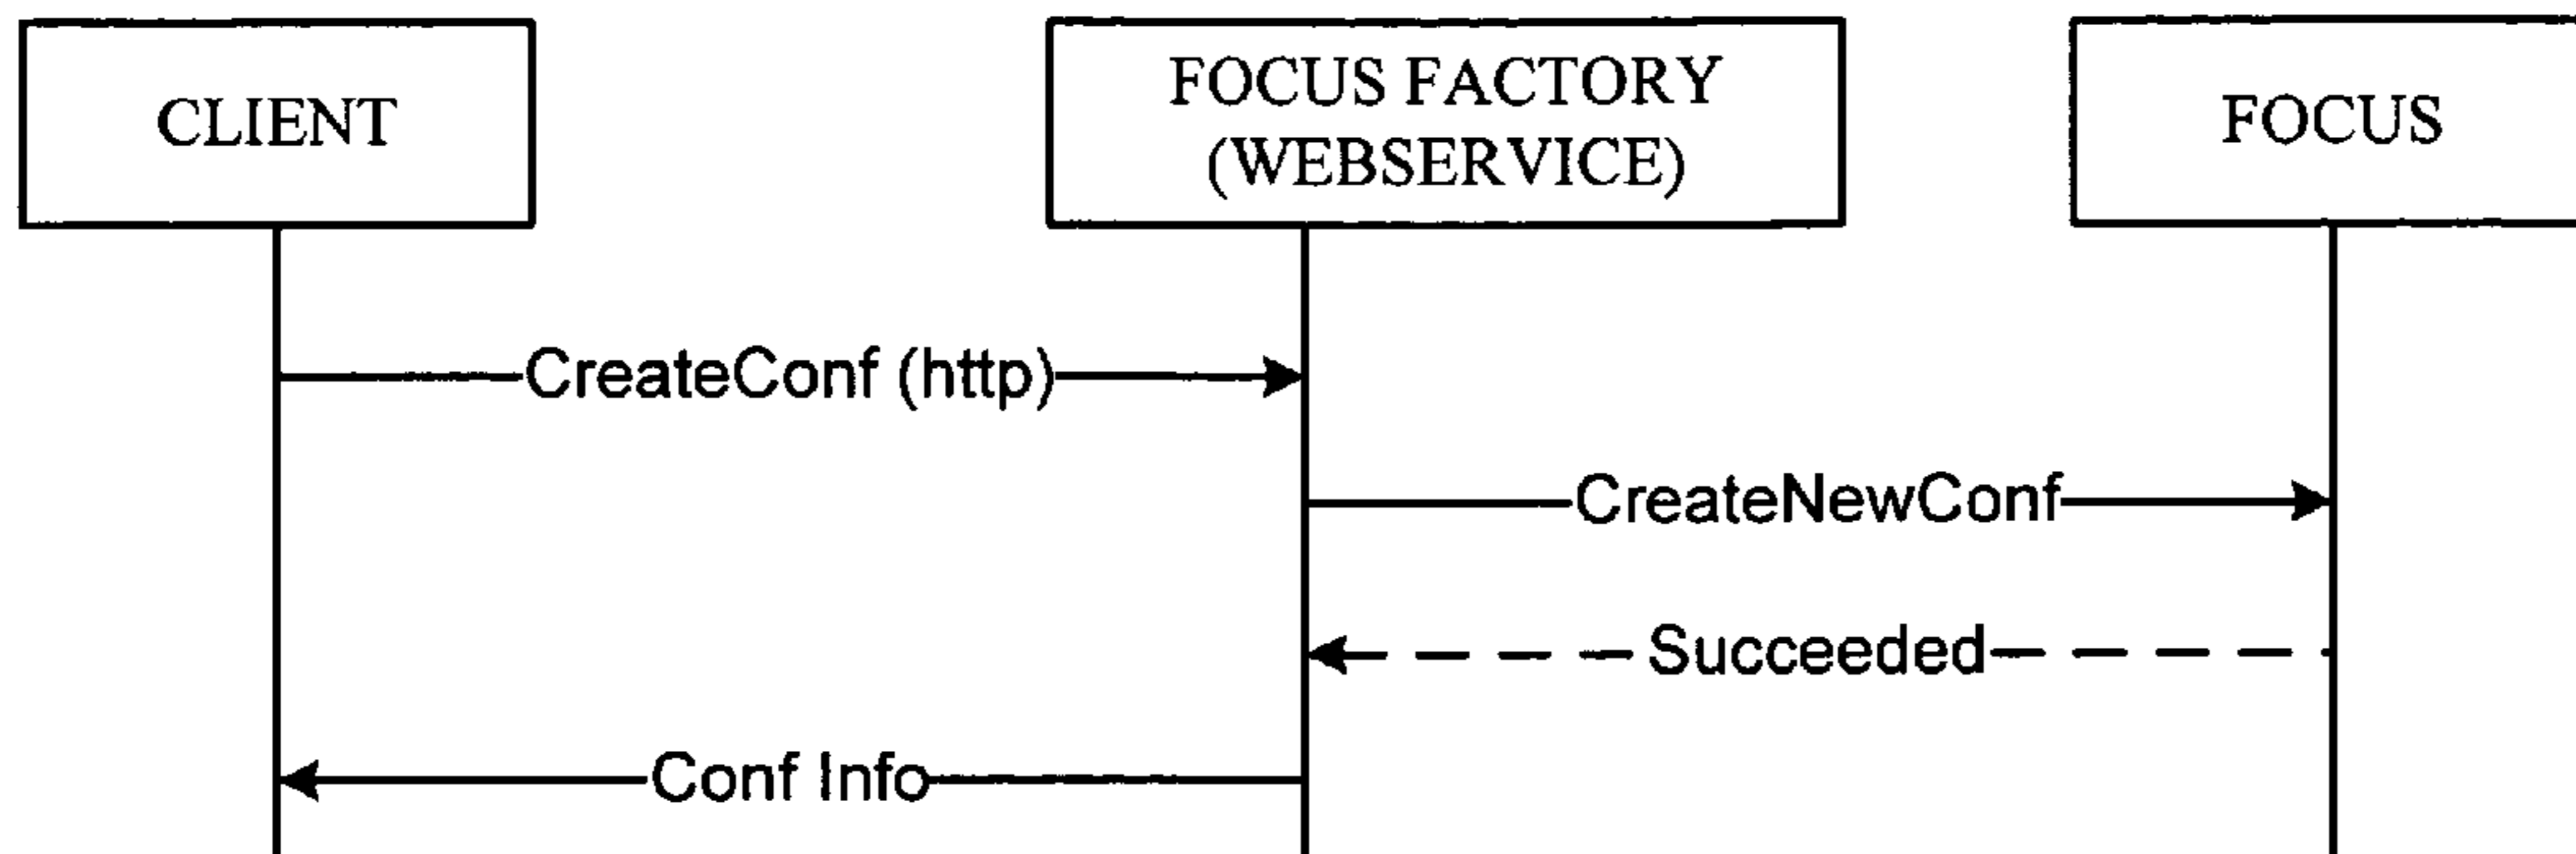 CLIENT
FOCUS FACTORY
(WEBSERVICE)
FOCUS
CreateConf (http)
CreateNewConf
Succeeded
Conf Info